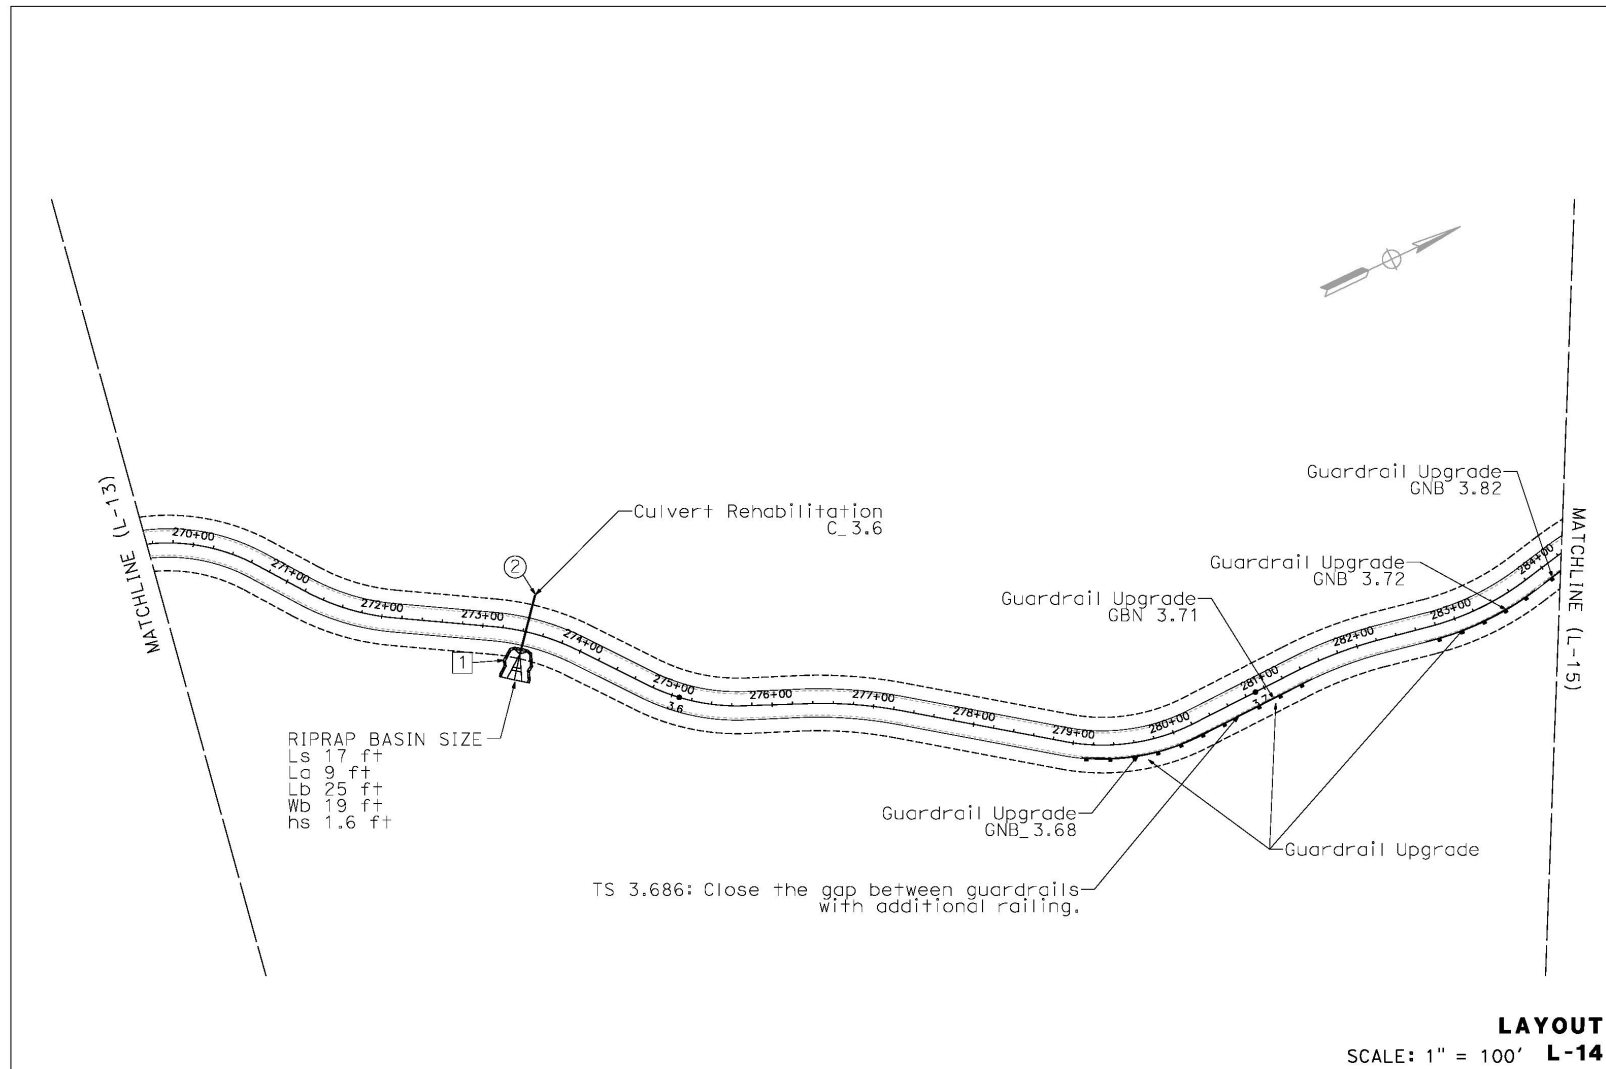 Guardrail Upgrade
GNB 3.82
MATCHLINE (L-13)
Culvert Rehabilitation
C_3.6
MATCHLINE (L-15)
270+00
271+00
272+00
273+00
274+00
275+00
276+00
277+00
278+00
279+00
280+00
281+00
282+00
283+00
284+00
2
Guardrail Upgrade
GNB 3.72
Guardrail Upgrade
GBN 3.71
1
3.6
3.7
RIPRAP BASIN SIZE
Ls 17 ft
La 9 ft
Lb 25 ft
Wb 19 ft
hs 1.6 ft
Guardrail Upgrade
GNB_3.68
Guardrail Upgrade
TS 3.686: Close the gap between guardrails
with additional railing.
LAYOUT
SCALE: 1" = 100' L-14